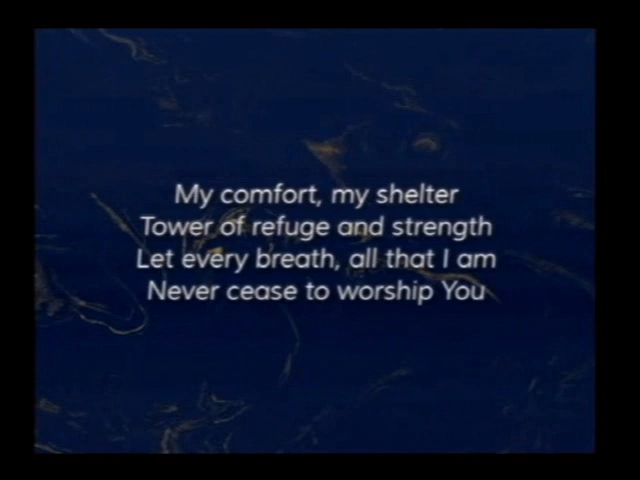 My comfort, my shelter
Tower of refuge and strength
Let every breath, all that I am
Never cease to worship You